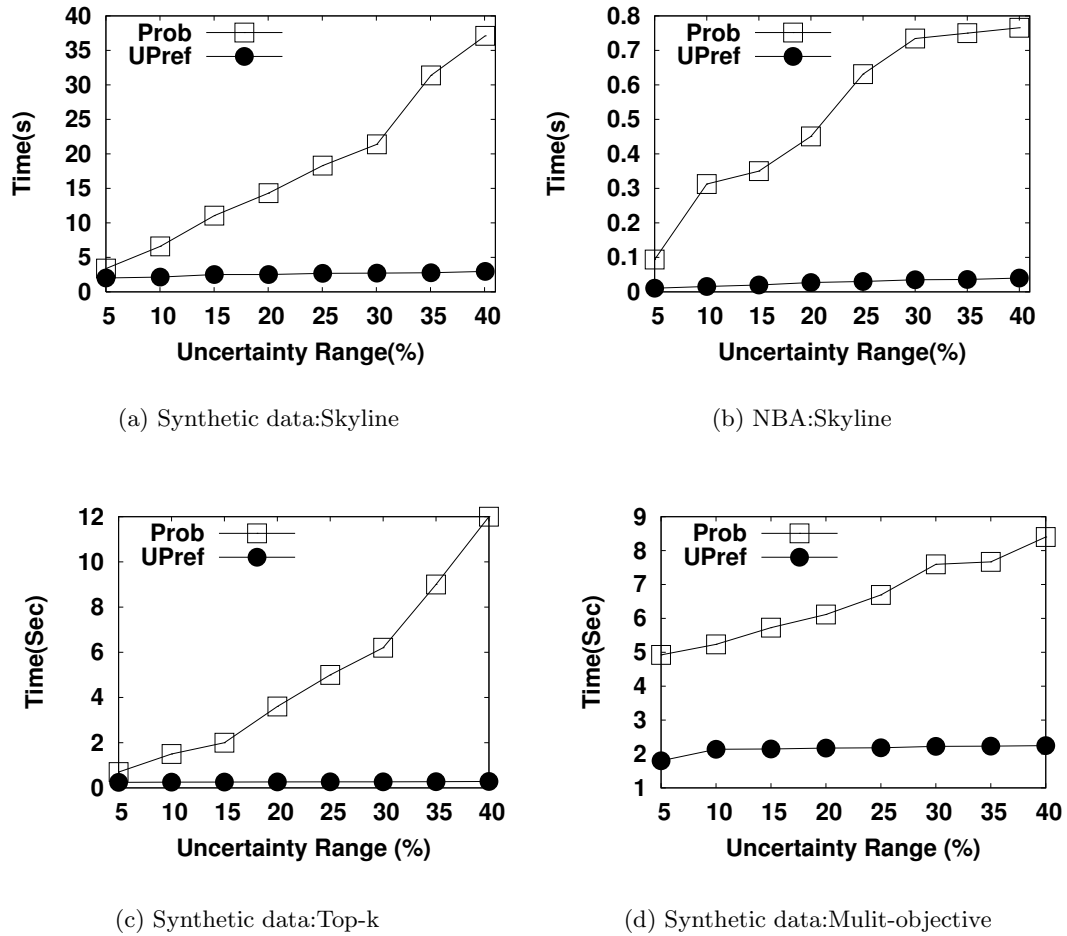 40
35
30
25
20
15
10
5
0
Time(s)
Prob
UPref
5 10 15 20 25 30 35 40
Uncertainty Range(%)
(a) Synthetic data:Skyline
0.8
0.7
0.6
0.5
0.4
0.3
0.2
0.1
0
Time(s)
Prob
UPref
5 10 15 20 25 30 35 40
Uncertainty Range(%)
(b) NBA:Skyline
12
10
8
6
4
2
0
Time(Sec)
Prob
UPref
5 10 15 20 25 30 35 40
Uncertainty Range (%)
(c) Synthetic data:Top-k
9
8
7
6
5
4
3
2
1
Time(Sec)
Prob
UPref
5 10 15 20 25 30 35 40
Uncertainty Range (%)
(d) Synthetic data:Mulit-objective